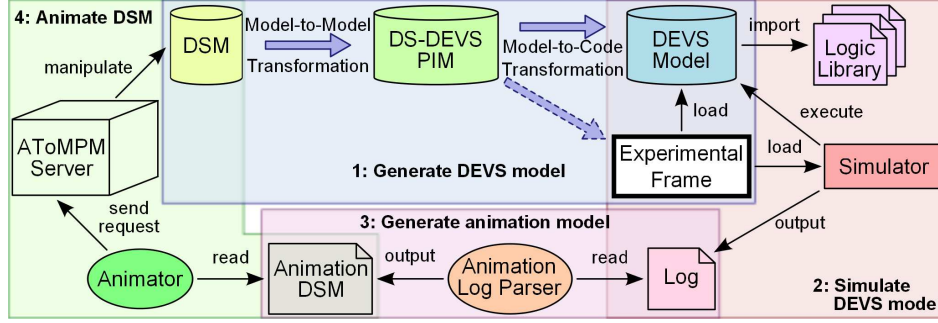 4: Animate DSM
DSM
Model-to-Model
Transformation
DS-DEVS
PIM
Model-to-Code
Transformation
DEVS
Model
import
Logic
Library
manipulate
load
execute
AToMPM
Server
1: Generate DEVS model
Experimental
Frame
load
Simulator
send
request
3: Generate animation model
output
Animator
read
Animation
DSM
output
Animation
Log Parser
read
Log
2: Simulate
DEVS mode